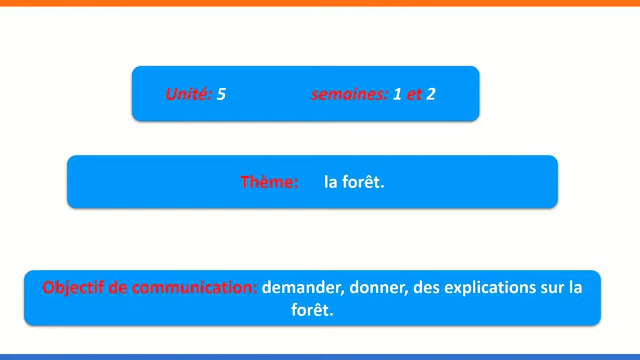 Unité: 5 semaines: 1 et 2
Thème: la forêt.
Objectif de communication: demander, donner, des explications sur la
forêt.